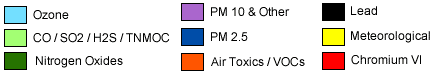 Ozone
PM 10 & Other
Lead
CO / SO2 / H2S / TNMOC
PM 2.5
Meteorological
Nitrogen Oxides
Air Toxics / VOCs
Chromium VI